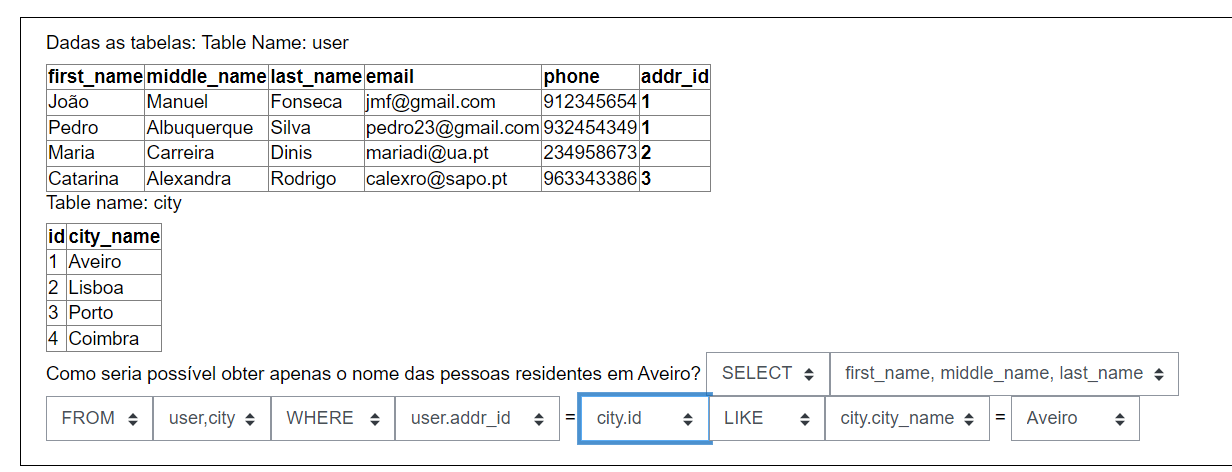 Dadas as tabelas: Table Name: user
first_name middle_name last_name email phone addr_id
João Manuel Fonseca jmf@gmail.com 912345654 1
Pedro Albuquerque Silva pedro23@gmail.com 932454349 1
Maria Carreira Dinis mariadi@ua.pt 234958673 2
Catarina Alexandra Rodrigo calexro@sapo.pt 963343386 3
Table name: city
id city_name
1 Aveiro
2 Lisboa
3 Porto
4 Coimbra
Como seria possível obter apenas o nome das pessoas residentes em Aveiro? SELECT first_name, middle_name, last_name
FROM user,city WHERE user.addr_id = city.id LIKE city.city_name = Aveiro